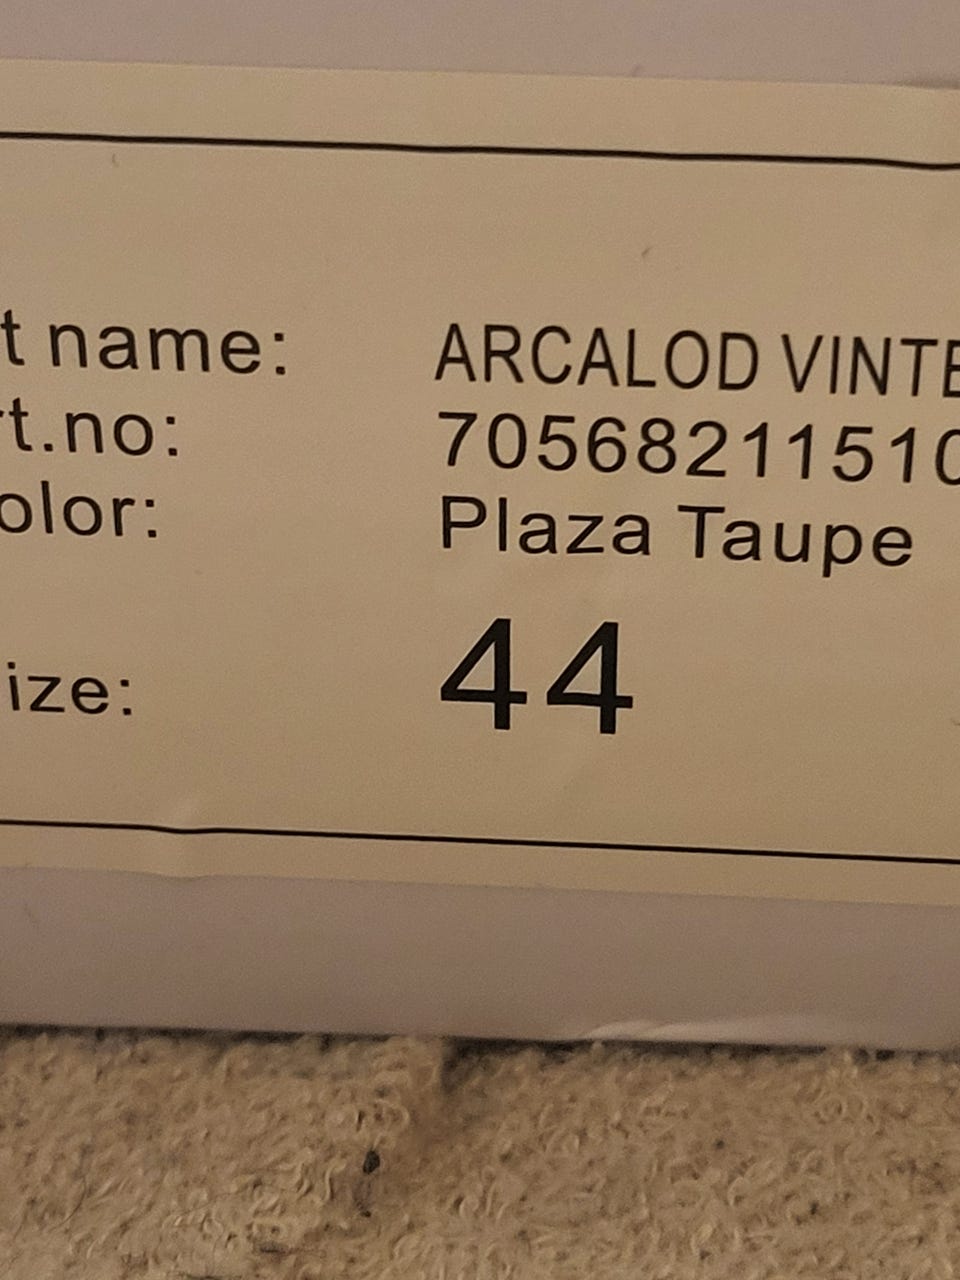 t name: ARCALOD VINTE
rt.no: 70568211510
olor: Plaza Taupe
ize: 44